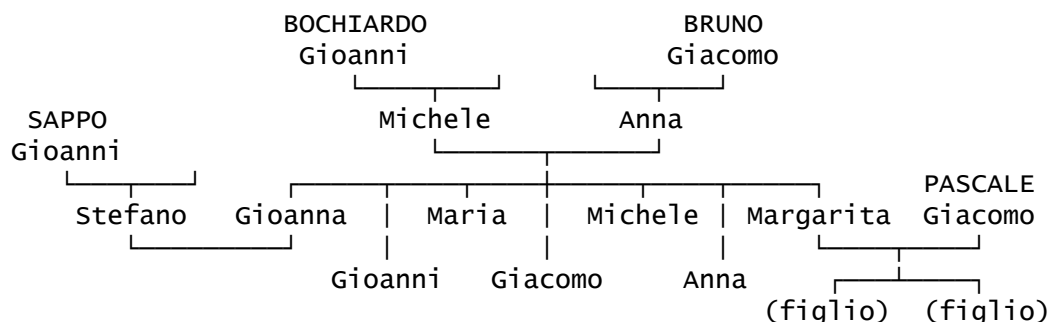 BOCHIARDO BRUNO
Gioanni Giacomo
Michele Anna
SAPPO
Gioanni
PASCALE
Stefano Gioanna Maria Michele Margarita Giacomo
Gioanni Giacomo Anna
(figlio) (figlio)